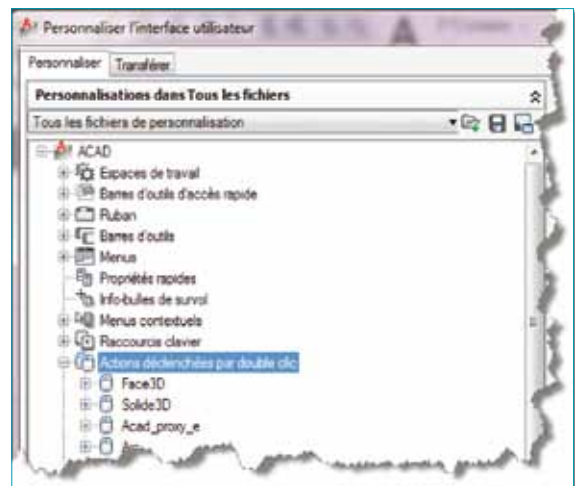 Personnaliser l'interface utilisateur
Personnaliser
Transférer
Personnalisations dans Tous les fichiers
Tous les fichiers de personnalisation
ACAD
Espaces de travail
Barres d'outils d'accès rapide
Ruban
Barres d'outils
Menus
Propriétés rapides
Info-bulles de survol
Menus contextuels
Raccourcis clavier
Actions déclenchées par double clic
Face3D
Solide3D
Acad_proxy_e